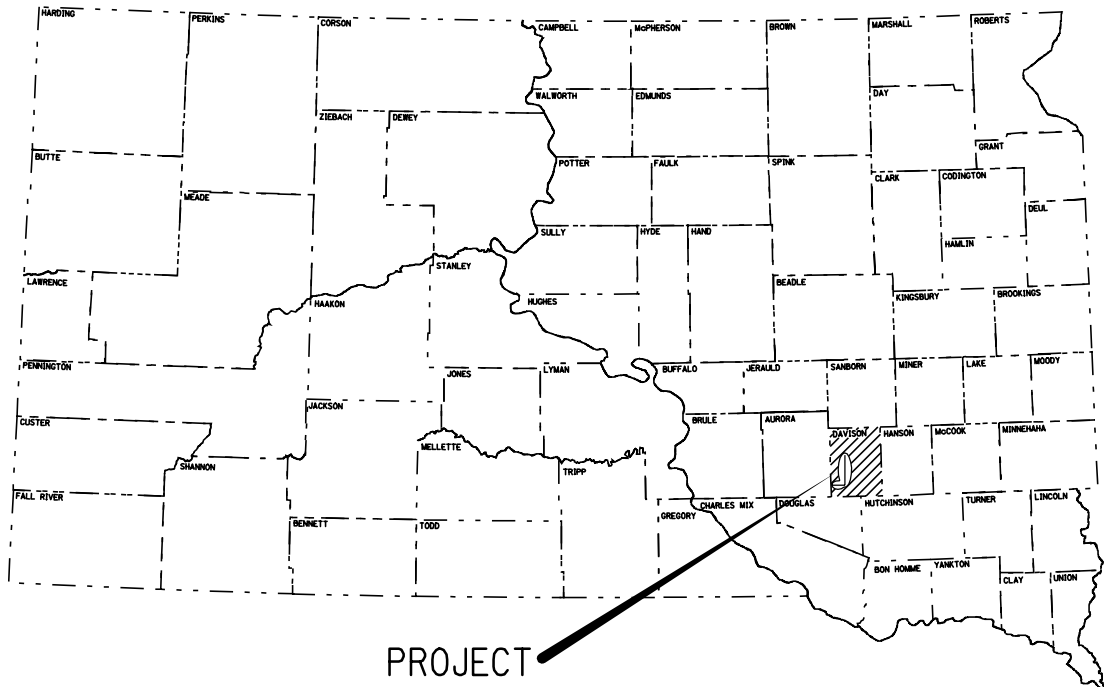 HARDING
PERKINS
CORSON
CAMPBELL
McPHERSON
BROWN
MARSHALL
ROBERTS
WALWORTH
EDMUNDS
DAY
ZIEBACH
DEWEY
GRANT
BUTTE
POTTER
FAULK
SPINK
CLARK
CODINGTON
MEADE
DEUL
SULLY
HYDE
HAND
HAMLIN
STANLEY
LAWRENCE
BEADLE
HAAKON
HUGHES
KINGSBURY
BROOKINGS
PENNINGTON
JONES
LYMAN
BUFFALO
JERAULD
SANBORN
MINER
LAKE
MOODY
JACKSON
CUSTER
BRULE
AURORA
DAVISON
HANSON
McCOOK
MINNEHAHA
MELLETTE
SHANNON
TRIPP
FALL RIVER
GREGORY
CHARLES MIX
DOUGLAS
HUTCHINSON
TURNER
LINCOLN
BENNETT
TODD
BON HOMME
YANKTON
CLAY
UNION
PROJECT